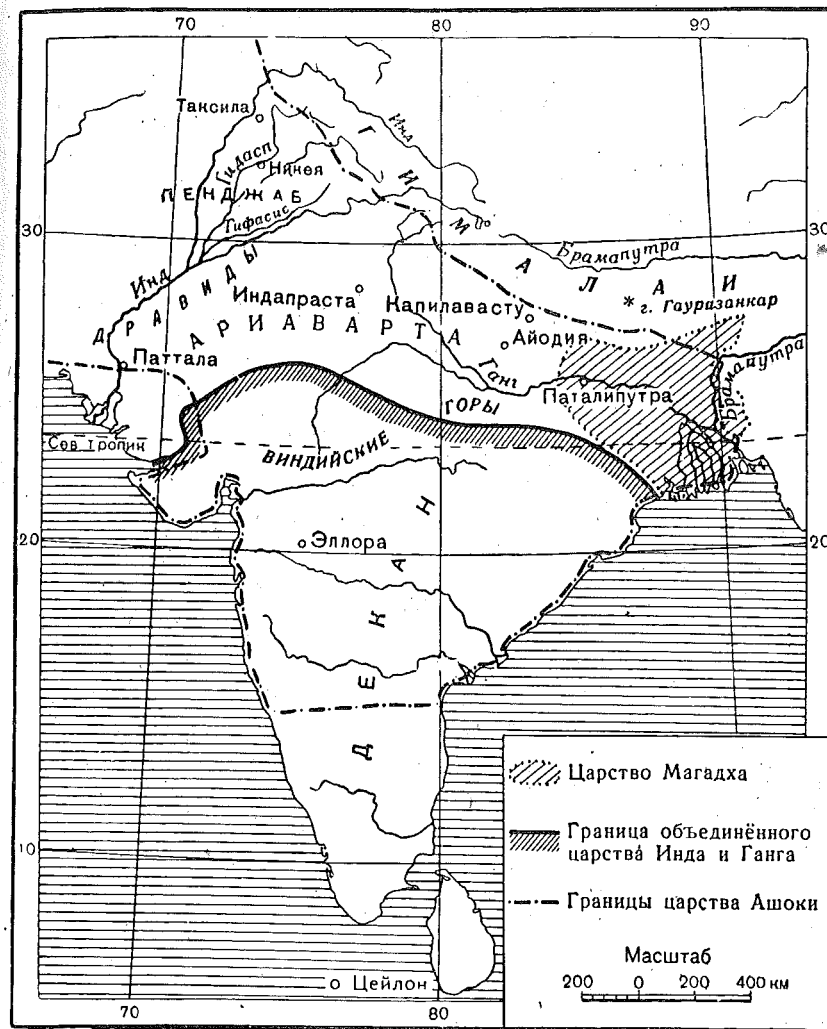 70
80
90
Таксила
Инд
Гидасп
Никея
ПЕНДЖАБ
Гифасис
ГИМАЛАИ
30
30
Брамапутра
Инд
ДРАВИДЫ
Индапраста
Капилавасту
* г. Гауразанкар
АРИАВАРТА
Айодия
Паттала
Ганг
Паталипутра
Брамапутра
ВИНДИЙСКИЕ ГОРЫ
Сев тропик
20
20
Эллора
ДЕКАН
10
Царство Магадха
Граница объединённого
царства Инда и Ганга
Границы царства Ашоки
Масштаб
200 0 200 400 км
о Цейлон
70
80